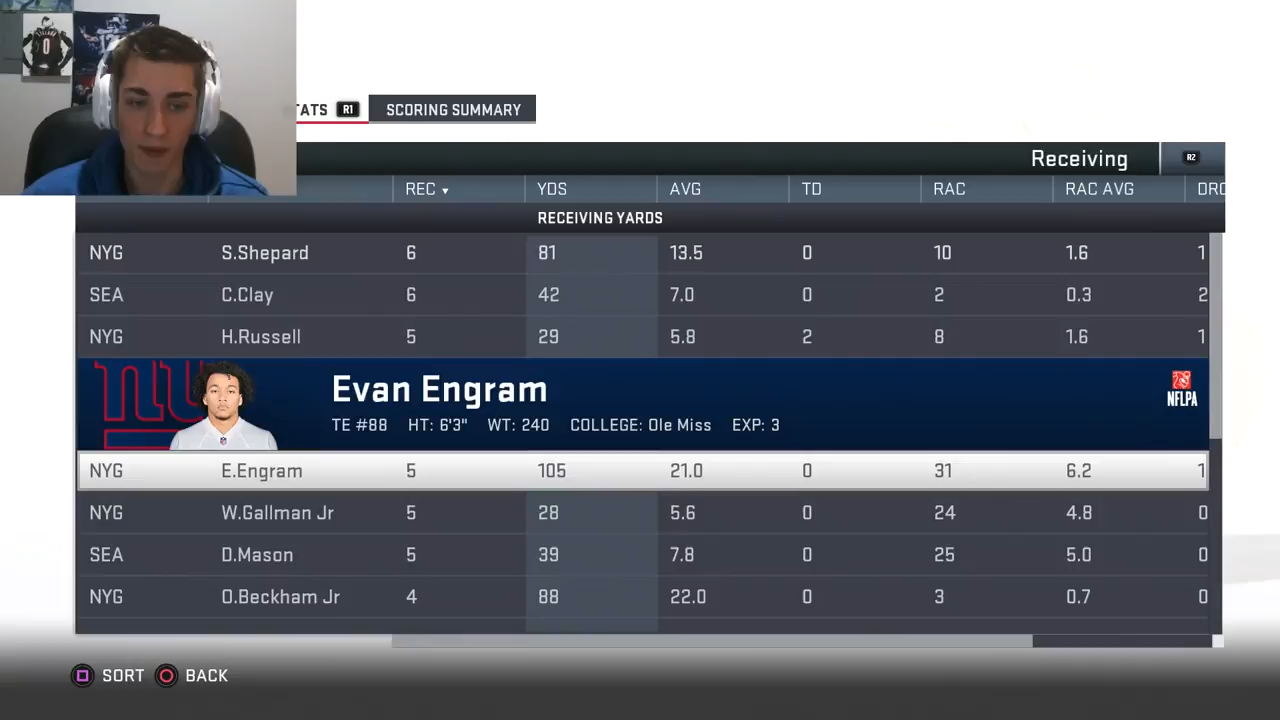 TATS R1 SCORING SUMMARY
Receiving R2
REC YDS AVG TD RAC RAC AVG DRO
RECEIVING YARDS
NYG S.Shepard 6 81 13.5 0 10 1.6 1
SEA C.Clay 6 42 7.0 0 2 0.3 2
NYG H.Russell 5 29 5.8 2 8 1.6 1
Evan Engram
TE #88 HT: 6'3" WT: 240 COLLEGE: Ole Miss EXP: 3
NFLPA
NYG E.Engram 5 105 21.0 0 31 6.2 1
NYG W.Gallman Jr 5 28 5.6 0 24 4.8 0
SEA D.Mason 5 39 7.8 0 25 5.0 0
NYG O.Beckham Jr 4 88 22.0 0 3 0.7 0
SORT BACK